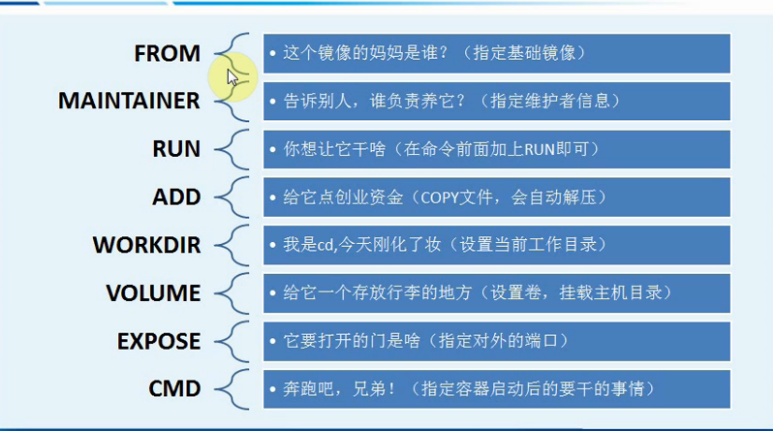 FROM
• 这个镜像的妈妈是谁？（指定基础镜像）
MAINTAINER
• 告诉别人，谁负责养它？（指定维护者信息）
RUN
• 你想让它干啥（在命令前面加上RUN即可）
ADD
• 给它点创业资金（COPY文件，会自动解压）
WORKDIR
• 我是cd,今天刚化了妆（设置当前工作目录）
VOLUME
• 给它一个存放行李的地方（设置卷，挂载主机目录）
EXPOSE
• 它要打开的门是啥（指定对外的端口）
CMD
• 奔跑吧，兄弟！（指定容器启动后的要干的事情）